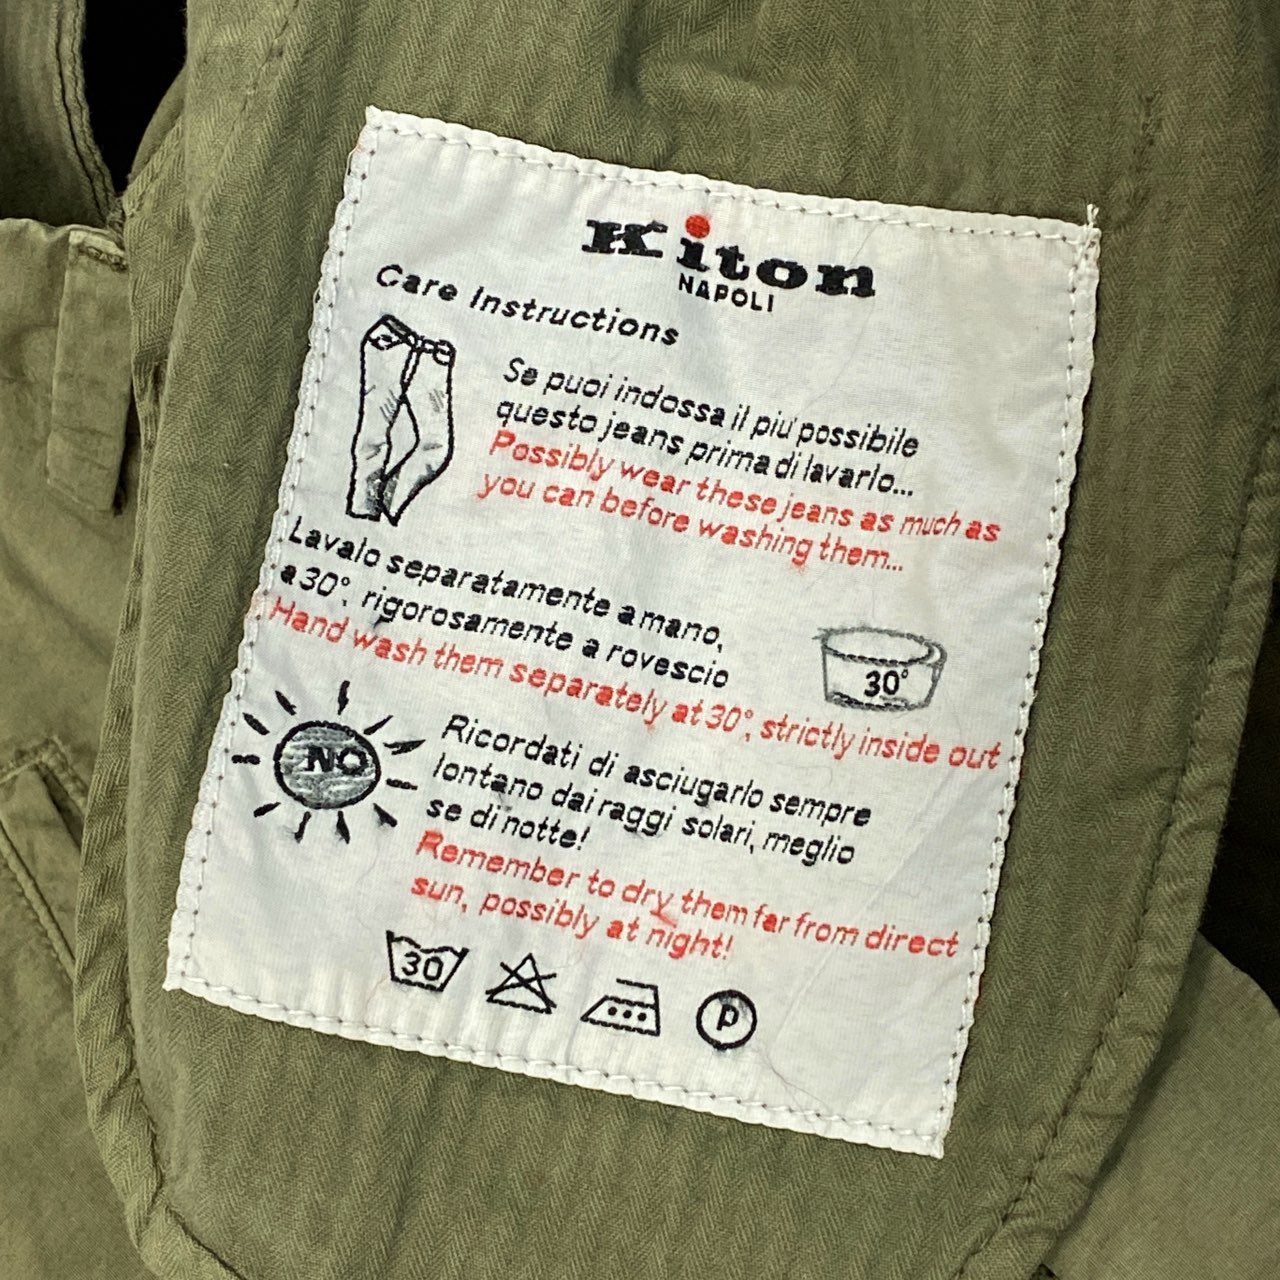 Kiton
NAPOLI
Care Instructions
Se puoi indossa il piu' possibile
questo jeans prima di lavarlo...
Possibly wear these jeans as much as
you can before washing them...
Lavalo separatamente a mano,
a 30°, rigorosamente a rovescio
30°
Hand wash them separately at 30°, strictly inside out
NO
Ricordati di asciugarlo sempre
lontano dai raggi solari, meglio
se di notte!
Remember to dry them far from direct
sun, possibly at night!
30
P